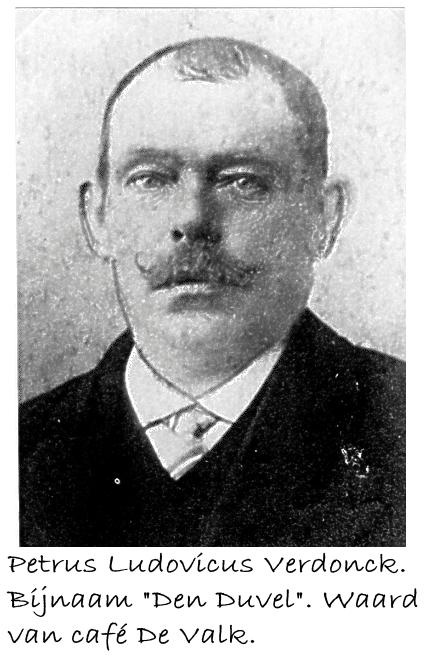 Petrus Ludovicus Verdonck.
Bijnaam "Den Duvel". Waard
van café De Valk.